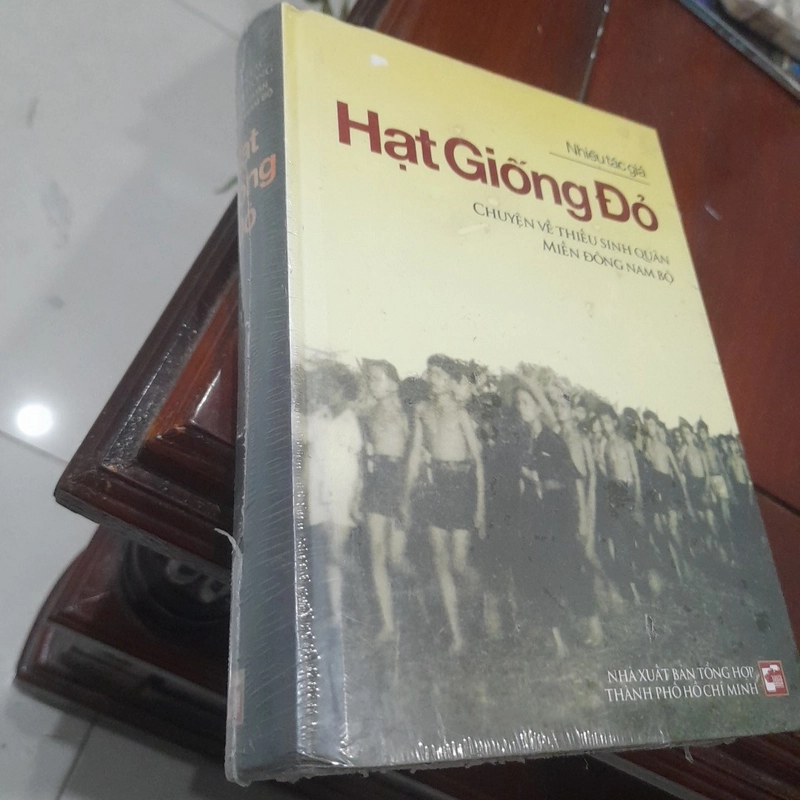 Nhiều tác giả
Hạt Giống Đỏ
CHUYỆN VỀ THIẾU SINH QUÂN
MIỀN ĐÔNG NAM BỘ
NHÀ XUẤT BẢN TỔNG HỢP
THÀNH PHỐ HỒ CHÍ MINH